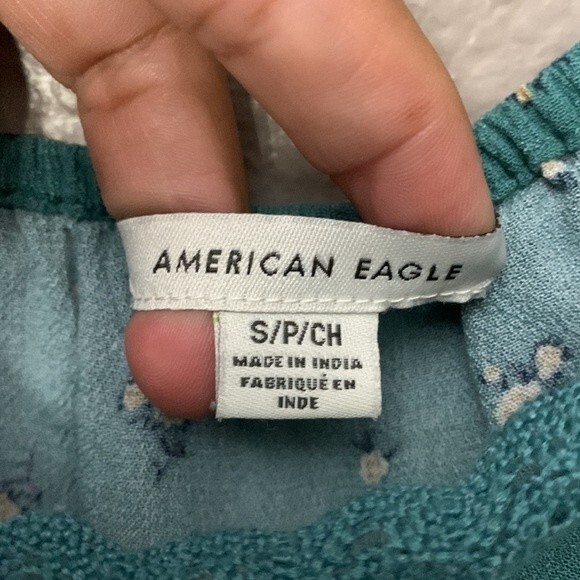 AMERICAN EAGLE
S/P/CH
MADE IN INDIA
FABRIQUÉ EN
INDE